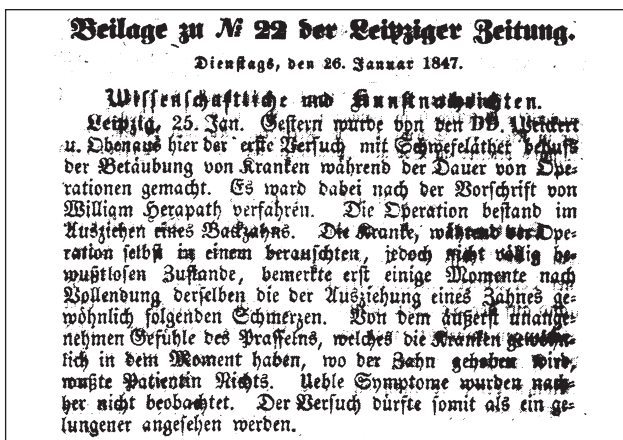 Beilage zu № 22 der Leipziger Zeitung.
Dienstags, den 26. Januar 1847.
Wissenschaftliche und Kunstnachrichten.
Leipzig, 25. Jan. Gestern wurde von den DD. Weickert
u. Obenaus hier der erste Versuch mit Schwefeläther behufs
der Betäubung von Kranken während der Dauer von Ope-
rationen gemacht. Es ward dabei nach der Vorschrift von
William Herapath verfahren. Die Operation bestand im
Ausziehen eines Backzahns. Die Kranke, während der Ope-
ration selbst in einem berauschten, jedoch nicht völlig be-
wußtlosen Zustande, bemerkte erst einige Momente nach
Vollendung derselben die der Ausziehung eines Zahnes ge-
wöhnlich folgenden Schmerzen. Von dem äußerst unange-
nehmen Gefühle des Prasselns, welches die Kranken gewöhn-
lich in dem Moment haben, wo der Zahn gehoben wird,
wußte Patientin Nichts. Ueble Symptome wurden nach-
her nicht beobachtet. Der Versuch dürfte somit als ein ge-
lungener angesehen werden.